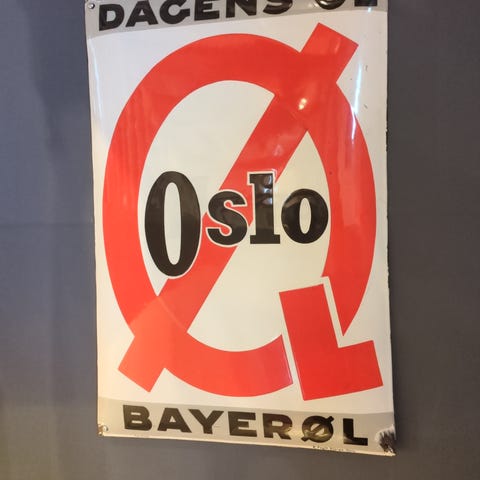 DAGENS ØL
ØL
Oslo
BAYERØL